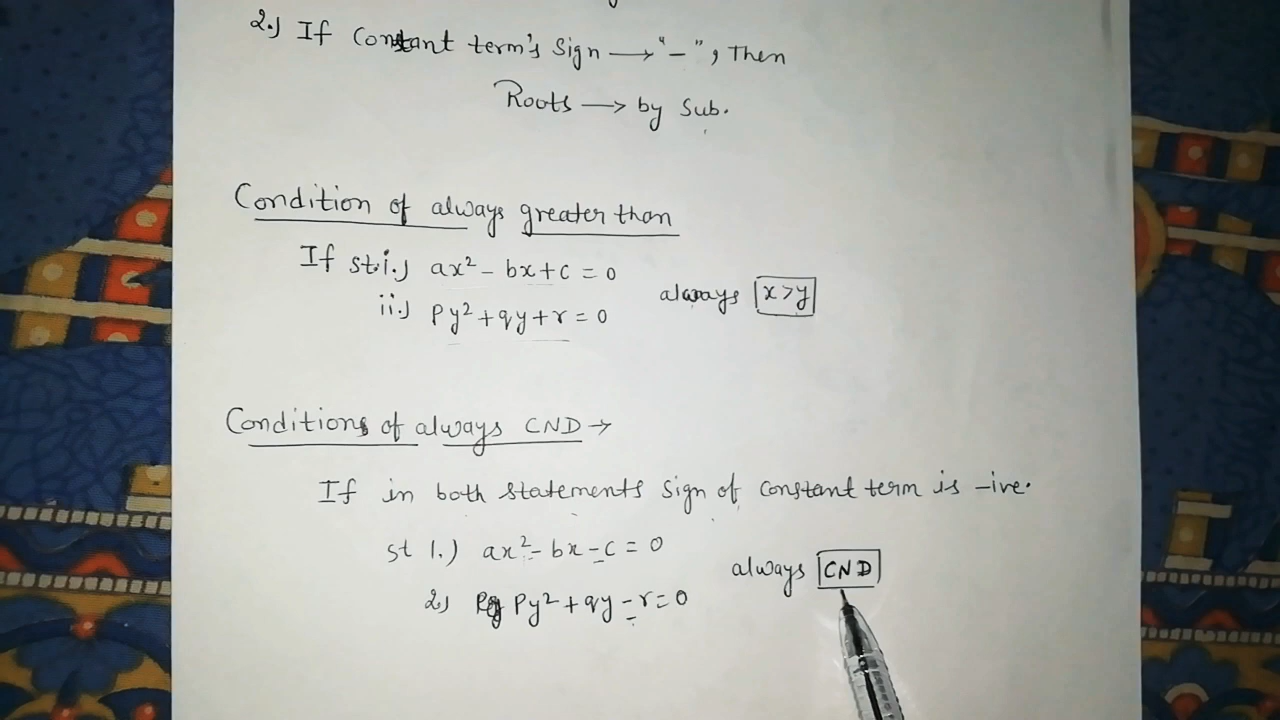 2.) If Constant term's Sign → "-", Then
Roots → by Sub.
Condition of always greater than
If st.i.) ax² - bx + c = 0
ii.) py² + qy + r = 0
always x>y
Conditions of always CND →
If in both statements Sign of Constant term is -ive.
st 1.) ax² - bx - c = 0
2.) Py² + qy - r = 0
always CND